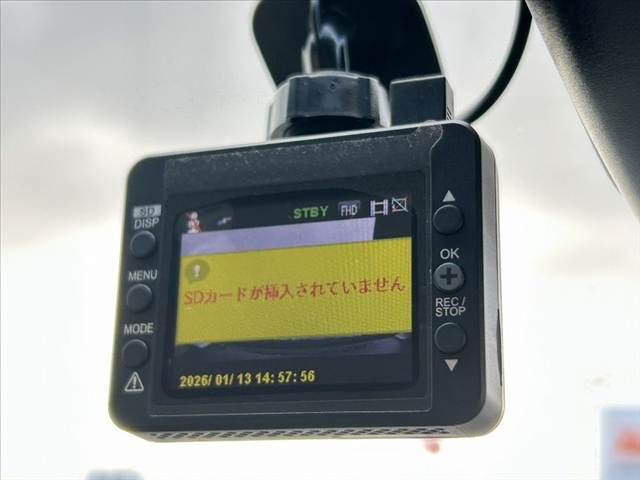 SD
DISP
MENU
MODE
STBY FHD
SDカードが挿入されていません
2026/01/13 14:57:56
OK
REC/
STOP